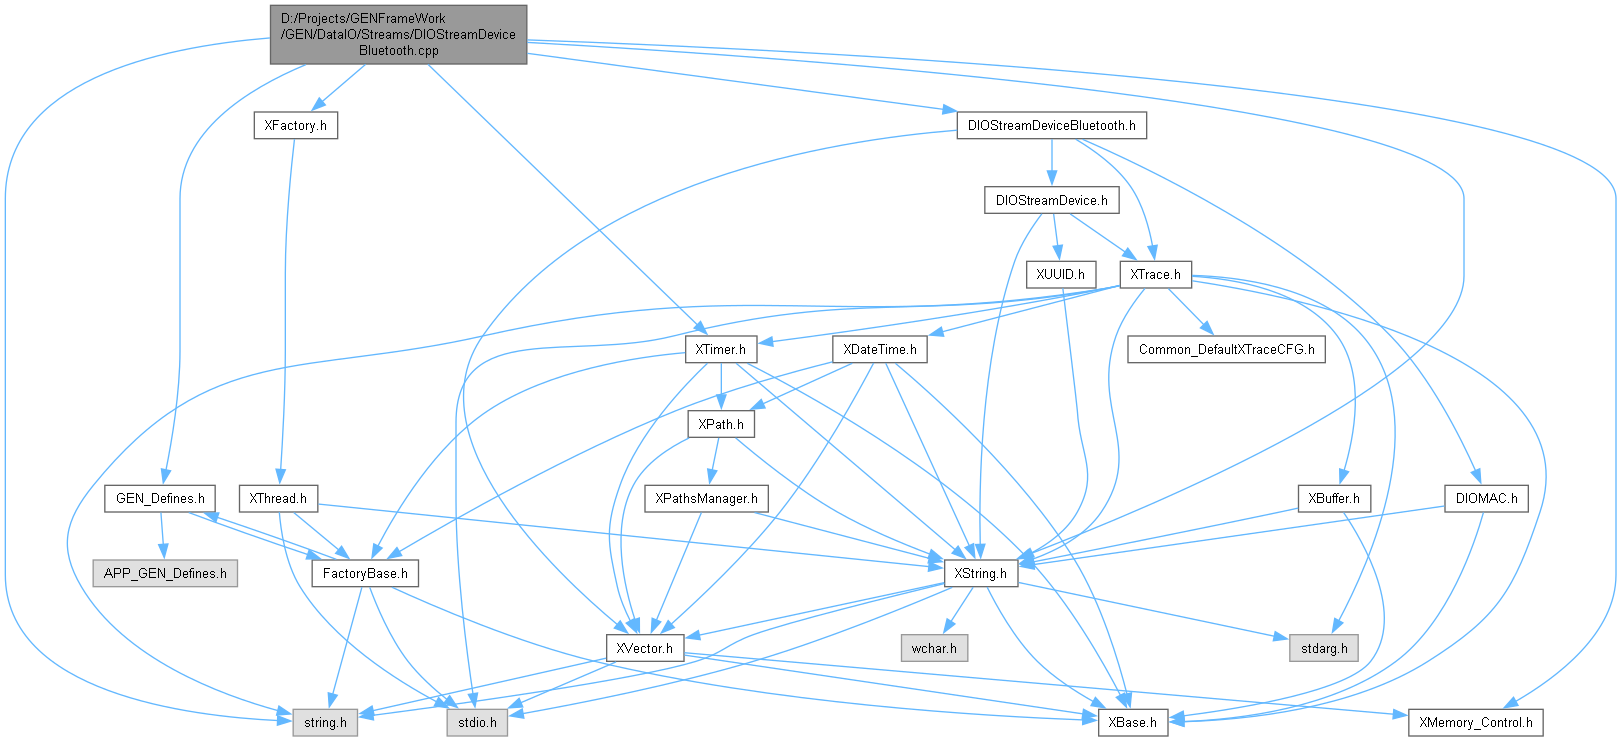 D:/Projects/GENFrameWork
/GEN/DataIO/Streams/DIOStreamDevice
Bluetooth.cpp
XFactory.h
DIOStreamDeviceBluetooth.h
DIOStreamDevice.h
XUUID.h
XTrace.h
XTimer.h
XDateTime.h
Common_DefaultXTraceCFG.h
XPath.h
GEN_Defines.h
XThread.h
XPathsManager.h
XBuffer.h
DIOMAC.h
APP_GEN_Defines.h
FactoryBase.h
XString.h
XVector.h
wchar.h
stdarg.h
string.h
stdio.h
XBase.h
XMemory_Control.h